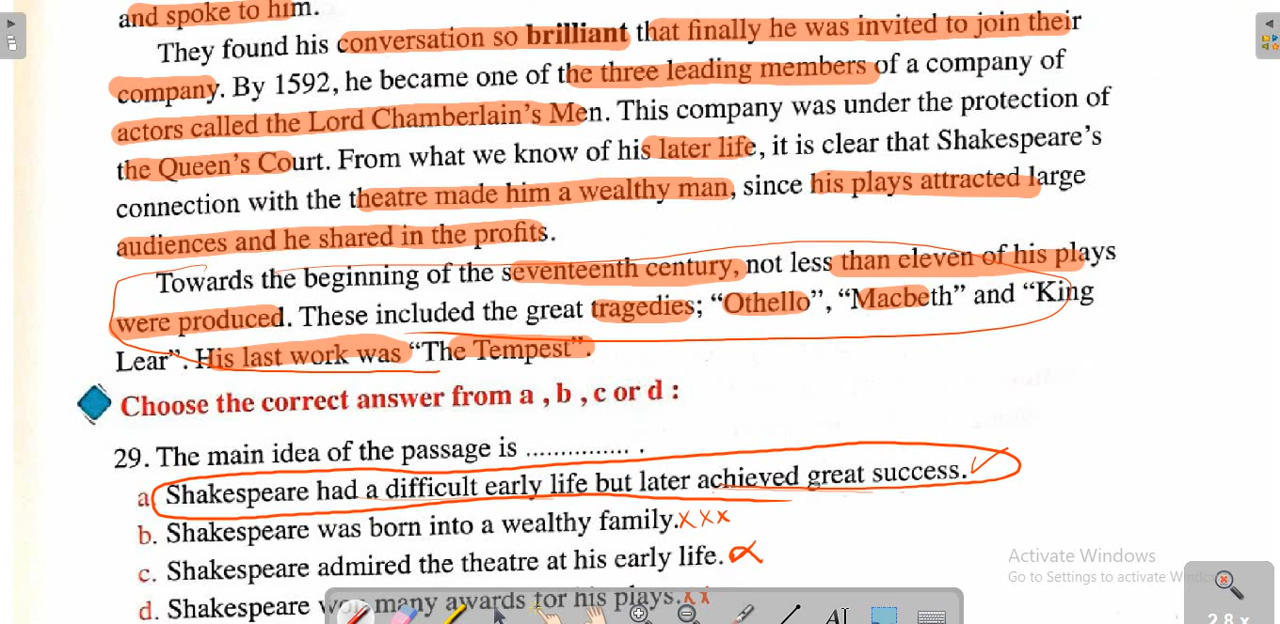 and spoke to him.
They found his conversation so brilliant that finally he was invited to join their
company. By 1592, he became one of the three leading members of a company of
actors called the Lord Chamberlain's Men. This company was under the protection of
the Queen's Court. From what we know of his later life, it is clear that Shakespeare's
connection with the theatre made him a wealthy man, since his plays attracted large
audiences and he shared in the profits.
Towards the beginning of the seventeenth century, not less than eleven of his plays
were produced. These included the great tragedies; "Othello", "Macbeth" and "King
Lear". His last work was "The Tempest".
Choose the correct answer from a , b , c or d :
29. The main idea of the passage is ............... .
a. Shakespeare had a difficult early life but later achieved great success.
b. Shakespeare was born into a wealthy family.xxx
c. Shakespeare admired the theatre at his early life.
d. Shakespeare won many awards for his plays.xx
Activate Windows
Go to Settings to activate
2.8 x